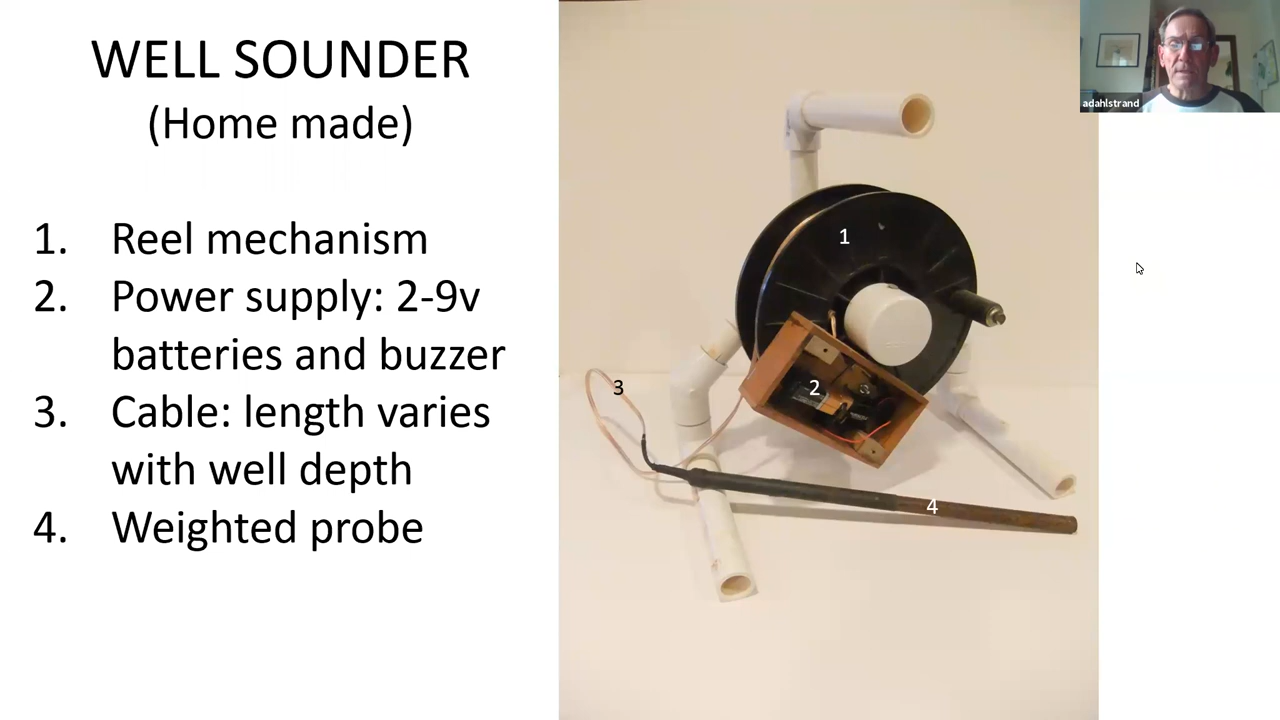 WELL SOUNDER
(Home made)
1. Reel mechanism
2. Power supply: 2-9v
batteries and buzzer
3. Cable: length varies
with well depth
4. Weighted probe
1
2
3
4
adahlstrand